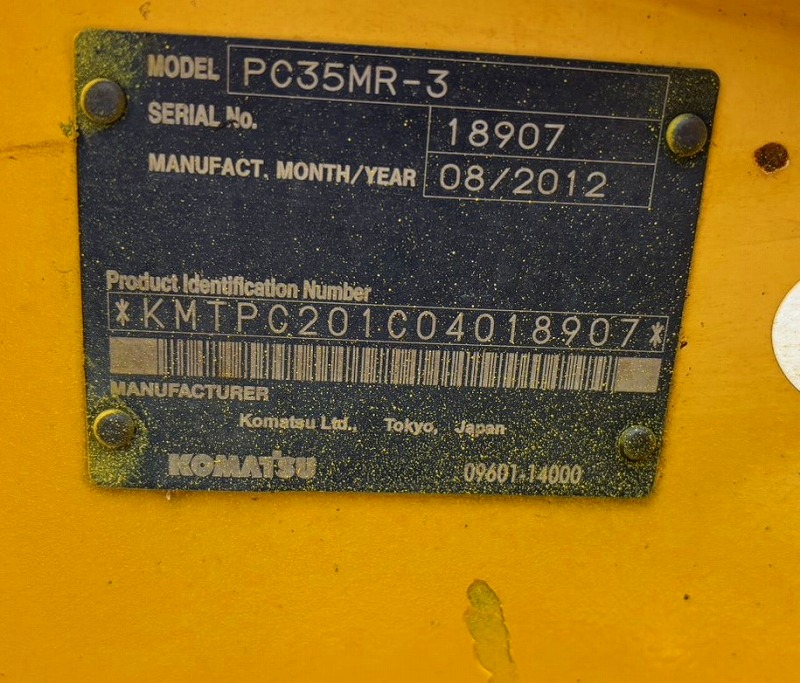 MODEL PC35MR-3
SERIAL No. 18907
MANUFACT. MONTH/YEAR 08/2012
Product Identification Number
*KMTPC201C04018907*
MANUFACTURER
Komatsu Ltd., Tokyo, Japan
KOMATSU 09601-14000